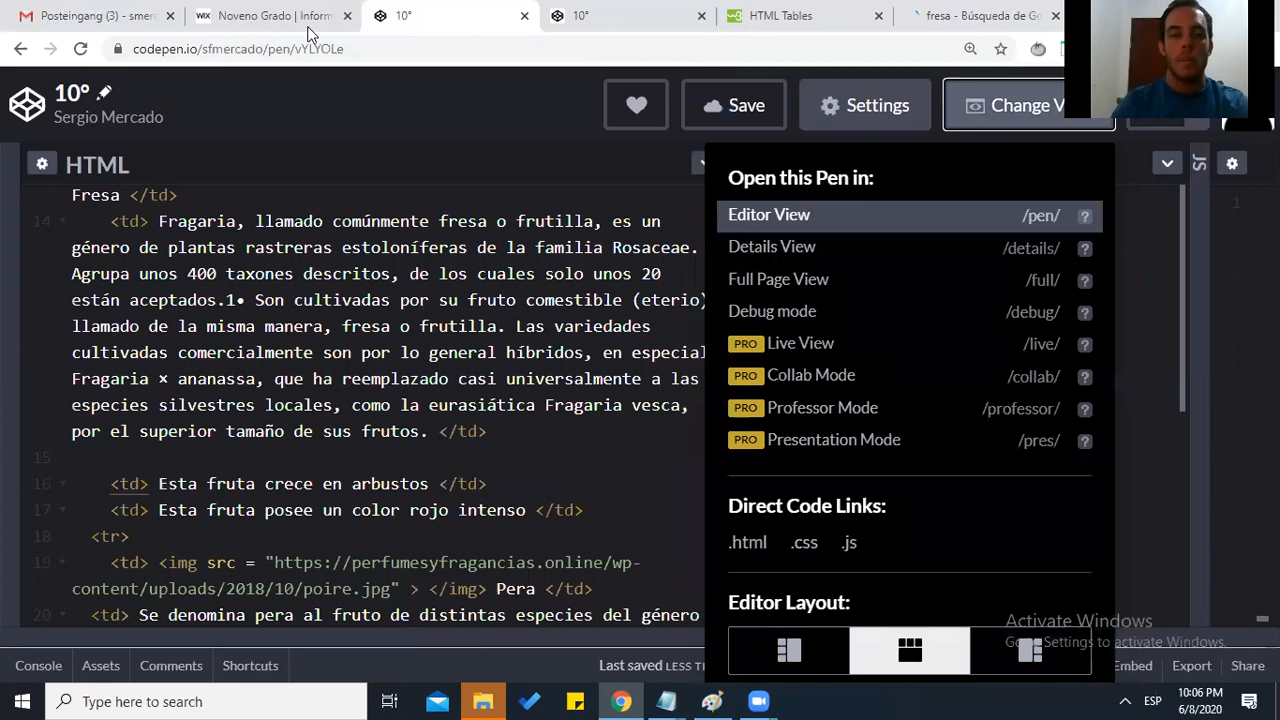 Posteingang (3) - smer
WIX Noveno Grado | Inform
10°
10°
HTML Tables
fresa - Búsqueda de Go
codepen.io/sfmercado/pen/vYLYOLe
10°
Sergio Mercado
Save
Settings
Change V
HTML
JS
Fresa </td>
14 <td> Fragaria, llamado comúnmente fresa o frutilla, es un
género de plantas rastreras estoloníferas de la familia Rosaceae.
Agrupa unos 400 taxones descritos, de los cuales solo unos 20
están aceptados.1• Son cultivadas por su fruto comestible (eterio)
llamado de la misma manera, fresa o frutilla. Las variedades
cultivadas comercialmente son por lo general híbridos, en especial
Fragaria × ananassa, que ha reemplazado casi universalmente a las
especies silvestres locales, como la eurasiática Fragaria vesca,
por el superior tamaño de sus frutos. </td>
15
16 <td> Esta fruta crece en arbustos </td>
17 <td> Esta fruta posee un color rojo intenso </td>
18 <tr>
19 <td> <img src = "https://perfumesyfragancias.online/wp-
content/uploads/2018/10/poire.jpg" > </img> Pera </td>
20 <td> Se denomina pera al fruto de distintas especies del género
1
Open this Pen in:
Editor View /pen/ ?
Details View /details/ ?
Full Page View /full/ ?
Debug mode /debug/ ?
PRO Live View /live/ ?
PRO Collab Mode /collab/ ?
PRO Professor Mode /professor/ ?
PRO Presentation Mode /pres/ ?
Direct Code Links:
.html .css .js
Editor Layout:
Activate Windows
Settings to activate Windows.
Console
Assets
Comments
Shortcuts
Last saved LESS
Embed
Export
Share
Type here to search
ESP
10:06 PM
6/8/2020